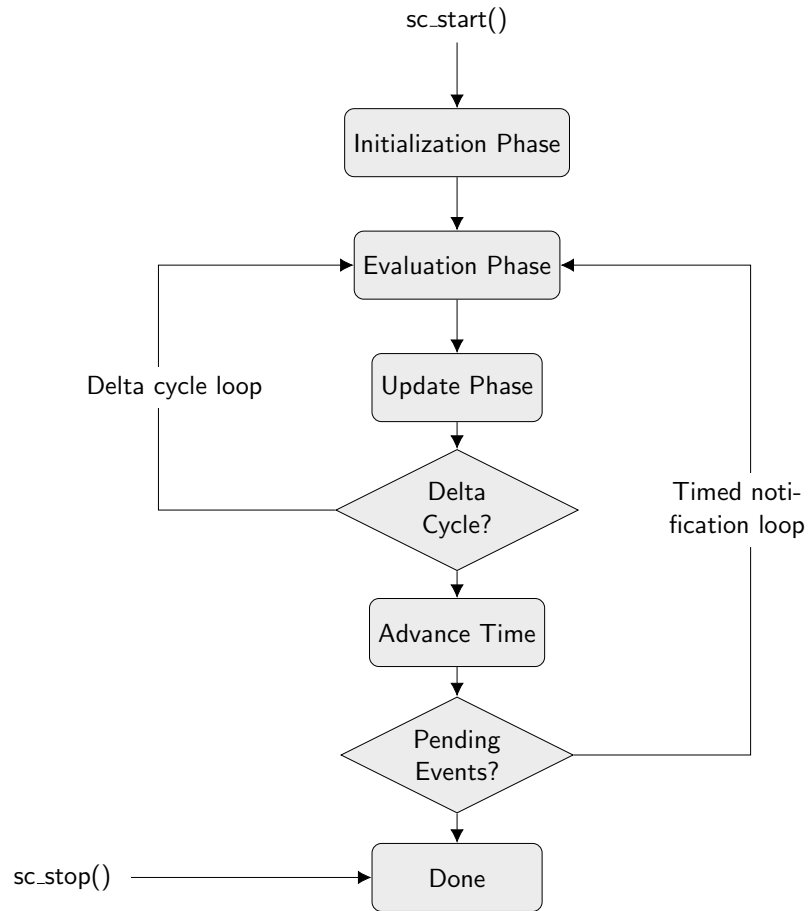 sc_start()
Initialization Phase
Evaluation Phase
Delta cycle loop
Update Phase
Delta
Cycle?
Timed noti-
fication loop
Advance Time
Pending
Events?
sc_stop()
Done